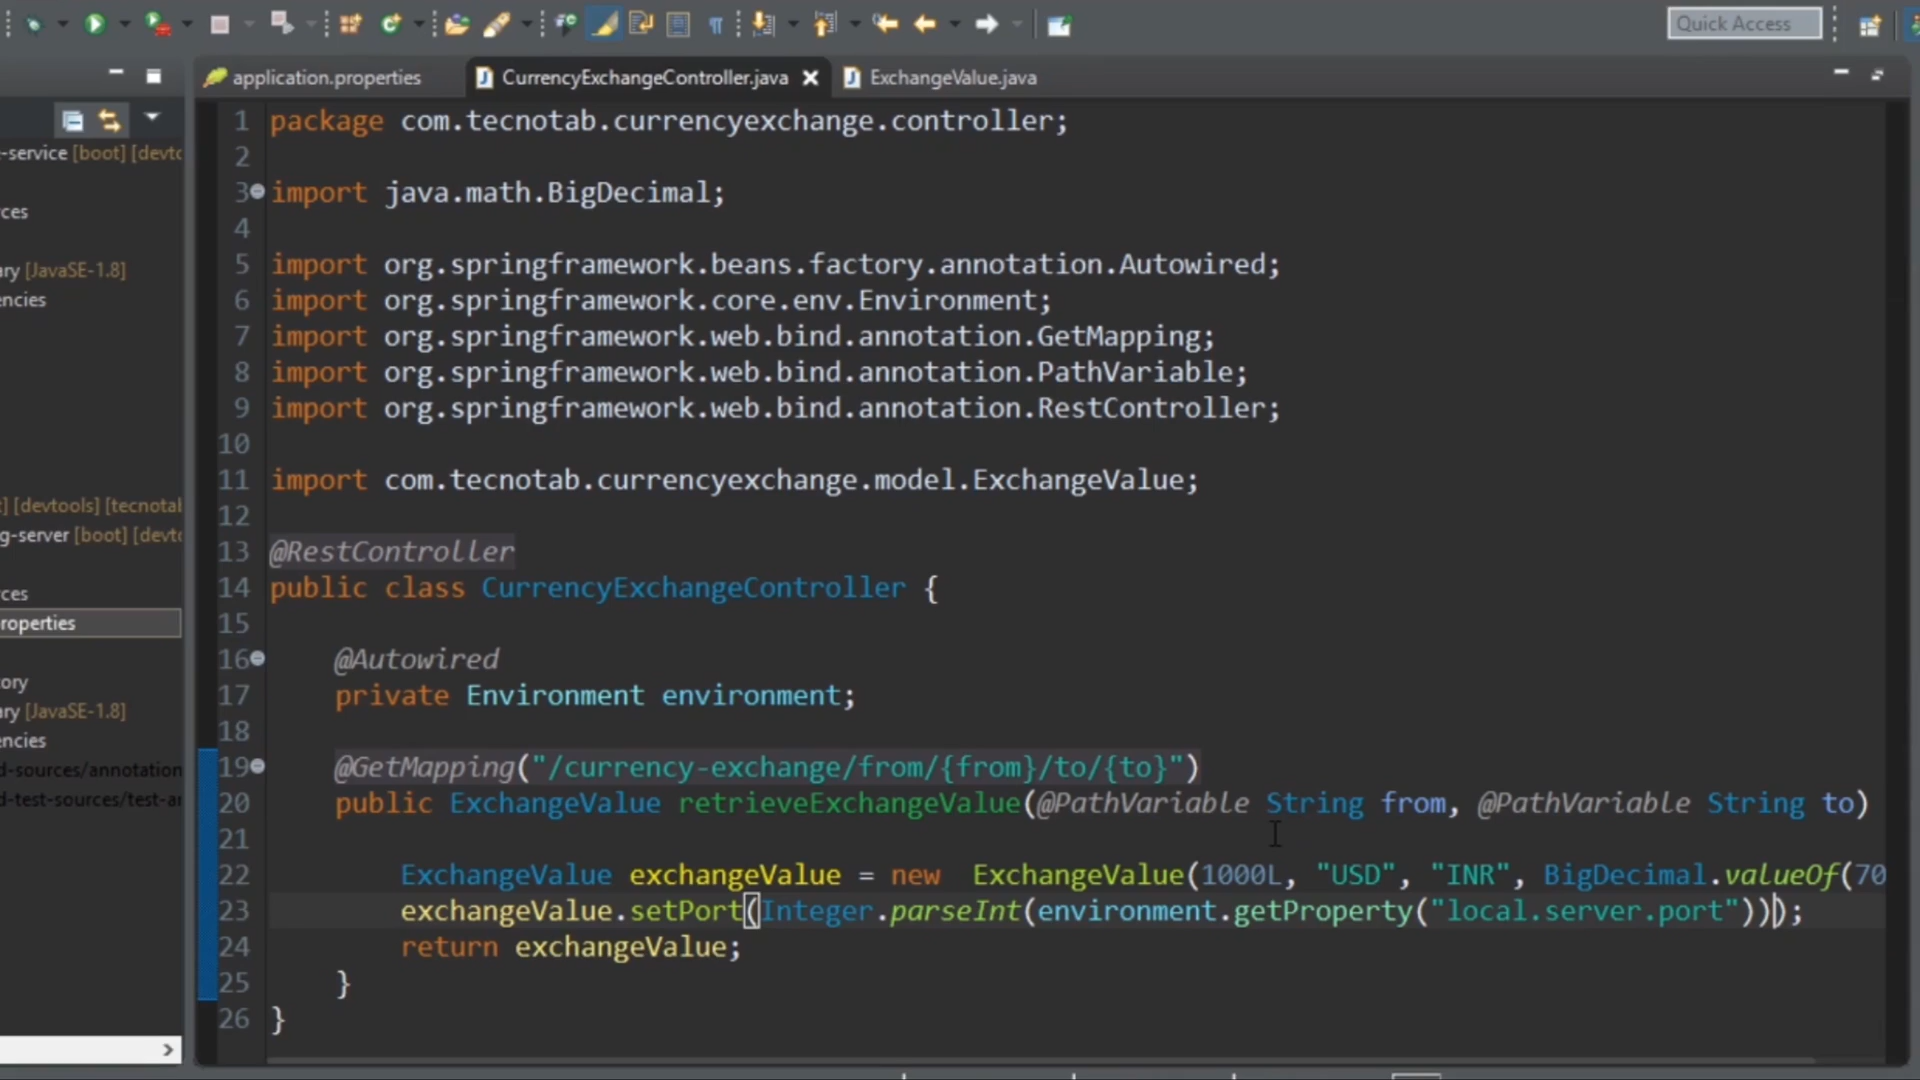 Quick Access
application.properties CurrencyExchangeController.java ExchangeValue.java
-service [boot] [devto
ces
ary [JavaSE-1.8]
encies
t] [devtools] [tecnotab
g-server [boot] [devto
ces
roperties
ory
ary [JavaSE-1.8]
encies
d-sources/annotation
d-test-sources/test-an
1 package com.tecnotab.currencyexchange.controller;
2
3 import java.math.BigDecimal;
4
5 import org.springframework.beans.factory.annotation.Autowired;
6 import org.springframework.core.env.Environment;
7 import org.springframework.web.bind.annotation.GetMapping;
8 import org.springframework.web.bind.annotation.PathVariable;
9 import org.springframework.web.bind.annotation.RestController;
10
11 import com.tecnotab.currencyexchange.model.ExchangeValue;
12
13 @RestController
14 public class CurrencyExchangeController {
15
16 @Autowired
17 private Environment environment;
18
19 @GetMapping("/currency-exchange/from/{from}/to/{to}")
20 public ExchangeValue retrieveExchangeValue(@PathVariable String from, @PathVariable String to)
21
22 ExchangeValue exchangeValue = new ExchangeValue(1000L, "USD", "INR", BigDecimal.valueOf(70
23 exchangeValue.setPort(Integer.parseInt(environment.getProperty("local.server.port")));
24 return exchangeValue;
25 }
26 }